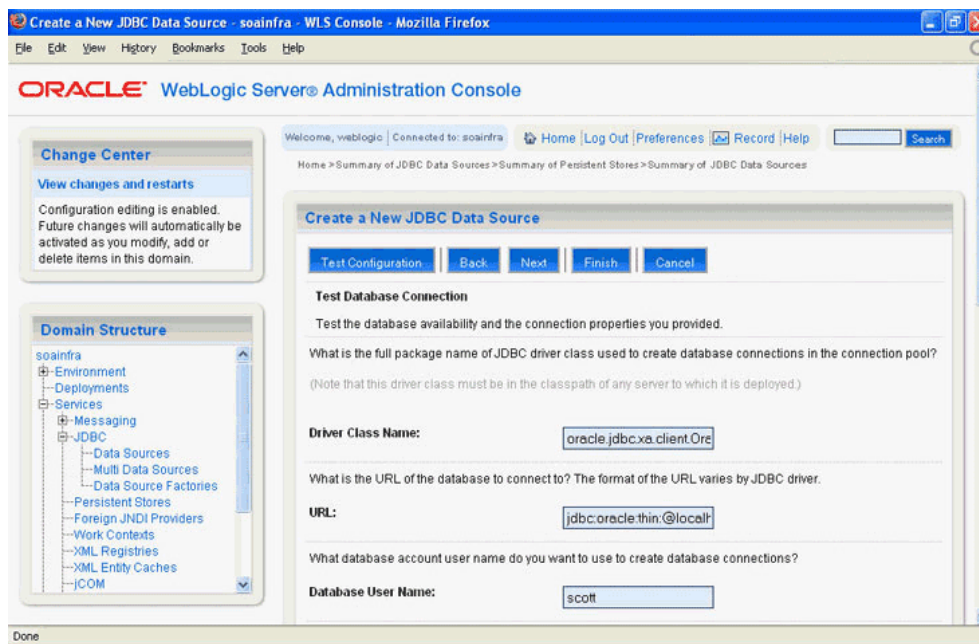 Create a New JDBC Data Source - soainfra - WLS Console - Mozilla Firefox
File Edit View History Bookmarks Tools Help
ORACLE® WebLogic Server® Administration Console
Change Center
View changes and restarts
Configuration editing is enabled.
Future changes will automatically be
activated as you modify, add or
delete items in this domain.
Domain Structure
soainfra
Environment
Deployments
Services
Messaging
JDBC
Data Sources
Multi Data Sources
Data Source Factories
Persistent Stores
Foreign JNDI Providers
Work Contexts
XML Registries
XML Entity Caches
jCOM
Welcome, weblogic Connected to: soainfra Home Log Out Preferences Record Help Search
Home >Summary of JDBC Data Sources >Summary of Persistent Stores >Summary of JDBC Data Sources
Create a New JDBC Data Source
Test Configuration Back Next Finish Cancel
Test Database Connection
Test the database availability and the connection properties you provided.
What is the full package name of JDBC driver class used to create database connections in the connection pool?
(Note that this driver class must be in the classpath of any server to which it is deployed.)
Driver Class Name: oracle.jdbc.xa.client.Ore
What is the URL of the database to connect to? The format of the URL varies by JDBC driver.
URL: jdbc:oracle:thin:@localh
What database account user name do you want to use to create database connections?
Database User Name: scott
Done